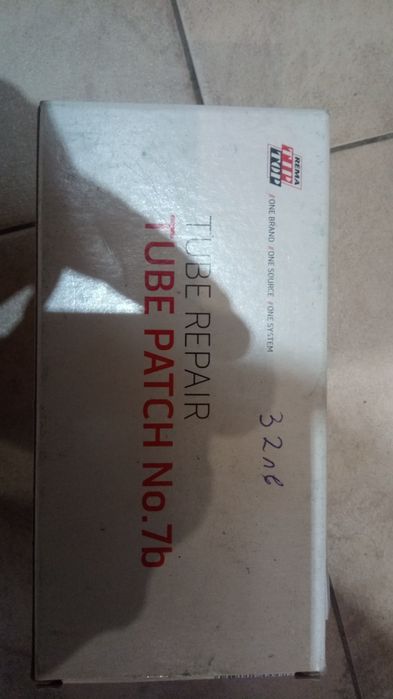 REMA
TIP
TOP
//ONE BRAND //ONE SOURCE //ONE SYSTEM
32лв
TUBE REPAIR
TUBE PATCH No.7b